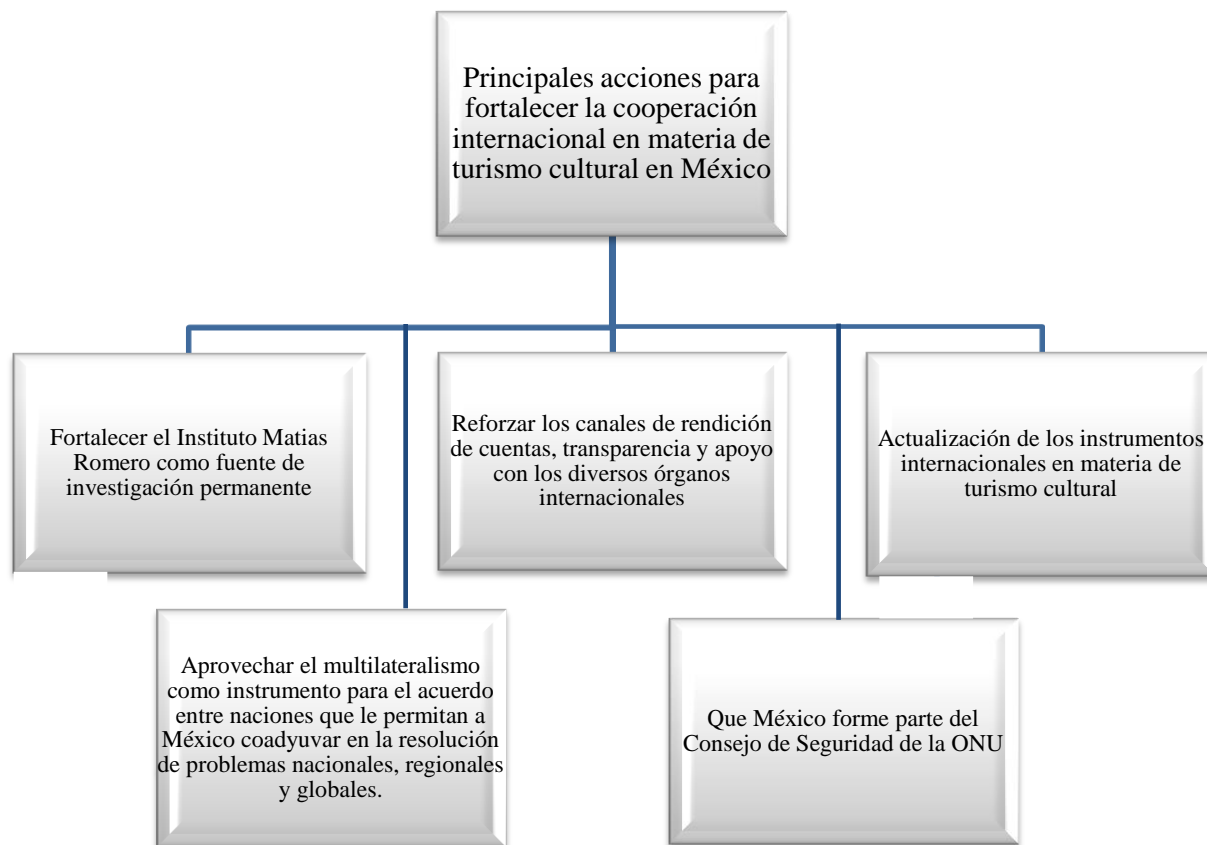 Principales acciones para
fortalecer la cooperación
internacional en materia de
turismo cultural en México
Fortalecer el Instituto Matias
Romero como fuente de
investigación permanente
Reforzar los canales de rendición
de cuentas, transparencia y apoyo
con los diversos órganos
internacionales
Actualización de los instrumentos
internacionales en materia de
turismo cultural
Aprovechar el multilateralismo
como instrumento para el acuerdo
entre naciones que le permitan a
México coadyuvar en la resolución
de problemas nacionales, regionales
y globales.
Que México forme parte del
Consejo de Seguridad de la ONU